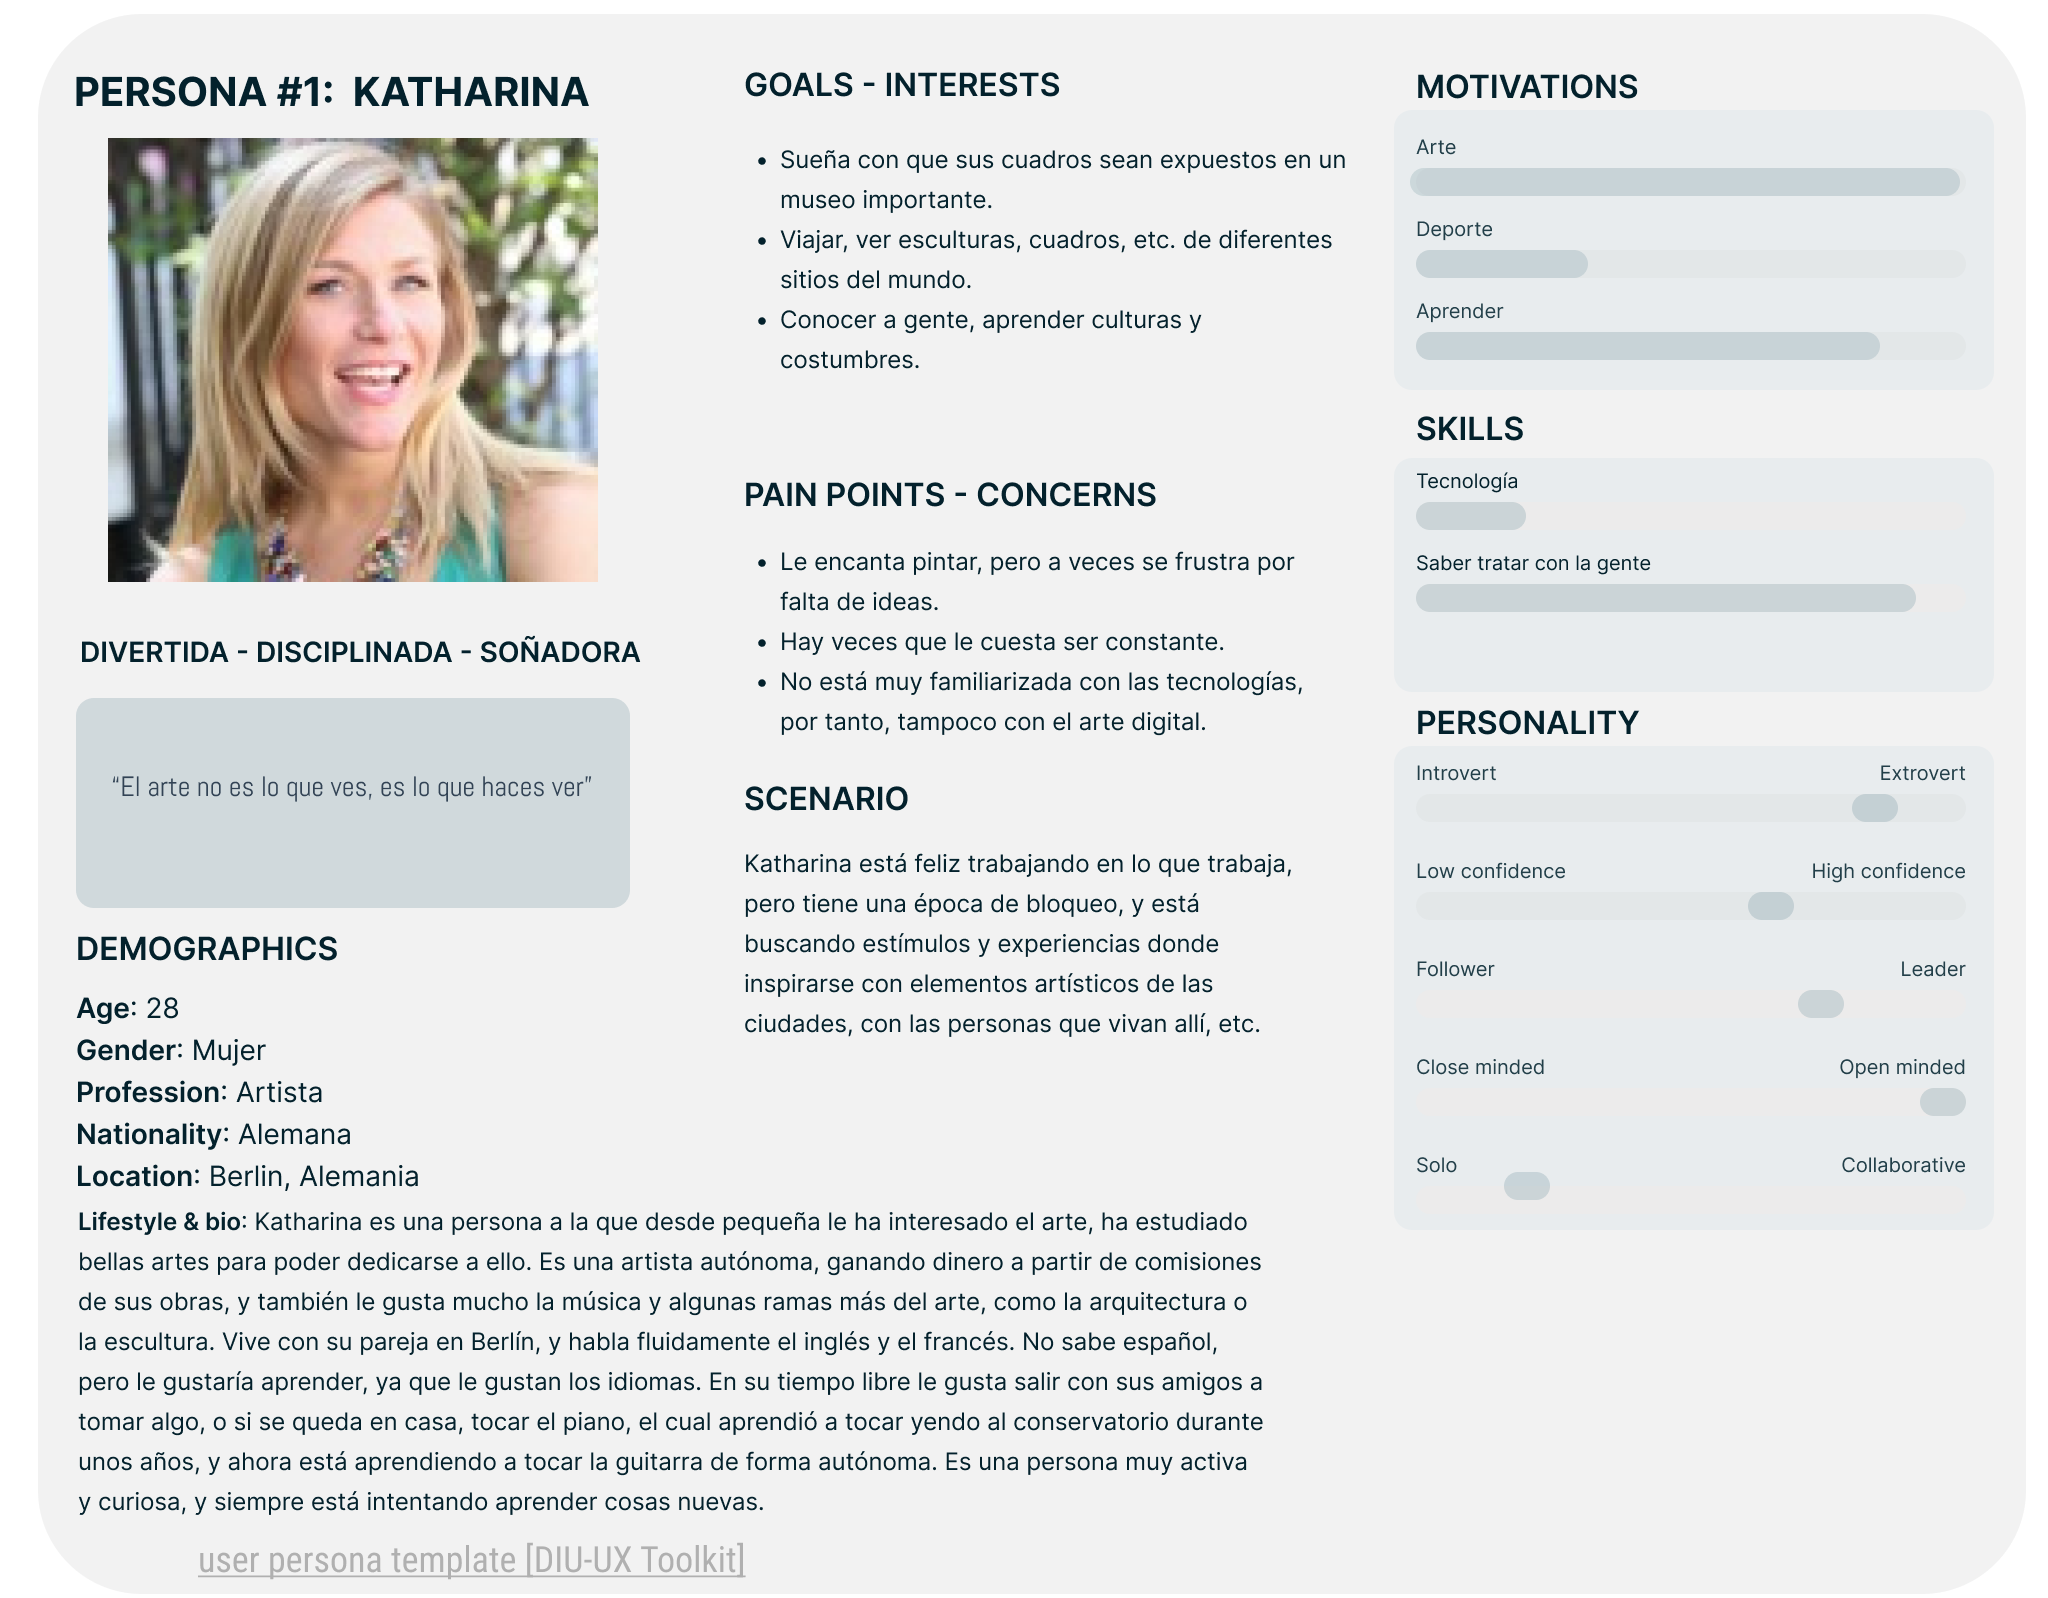 PERSONA #1: KATHARINA
DIVERTIDA - DISCIPLINADA - SOÑADORA
“El arte no es lo que ves, es lo que haces ver”
DEMOGRAPHICS
Age: 28
Gender: Mujer
Profession: Artista
Nationality: Alemana
Location: Berlin, Alemania
Lifestyle & bio: Katharina es una persona a la que desde pequeña le ha interesado el arte, ha estudiado
bellas artes para poder dedicarse a ello. Es una artista autónoma, ganando dinero a partir de comisiones
de sus obras, y también le gusta mucho la música y algunas ramas más del arte, como la arquitectura o
la escultura. Vive con su pareja en Berlín, y habla fluidamente el inglés y el francés. No sabe español,
pero le gustaría aprender, ya que le gustan los idiomas. En su tiempo libre le gusta salir con sus amigos a
tomar algo, o si se queda en casa, tocar el piano, el cual aprendió a tocar yendo al conservatorio durante
unos años, y ahora está aprendiendo a tocar la guitarra de forma autónoma. Es una persona muy activa
y curiosa, y siempre está intentando aprender cosas nuevas.
user persona template [DIU-UX Toolkit]
GOALS - INTERESTS
• Sueña con que sus cuadros sean expuestos en un
museo importante.
• Viajar, ver esculturas, cuadros, etc. de diferentes
sitios del mundo.
• Conocer a gente, aprender culturas y
costumbres.
PAIN POINTS - CONCERNS
• Le encanta pintar, pero a veces se frustra por
falta de ideas.
• Hay veces que le cuesta ser constante.
• No está muy familiarizada con las tecnologías,
por tanto, tampoco con el arte digital.
SCENARIO
Katharina está feliz trabajando en lo que trabaja,
pero tiene una época de bloqueo, y está
buscando estímulos y experiencias donde
inspirarse con elementos artísticos de las
ciudades, con las personas que vivan allí, etc.
MOTIVATIONS
Arte
Deporte
Aprender
SKILLS
Tecnología
Saber tratar con la gente
PERSONALITY
Introvert Extrovert
Low confidence High confidence
Follower Leader
Close minded Open minded
Solo Collaborative